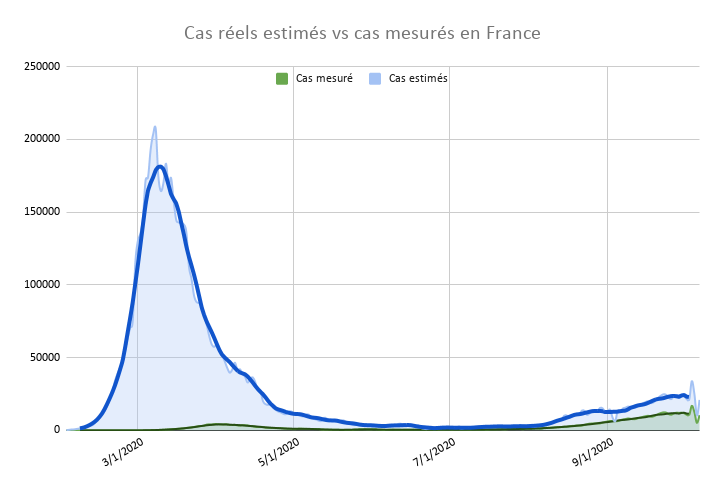 Cas réels estimés vs cas mesurés en France
250000
Cas mesuré Cas estimés
200000
150000
100000
50000
0
3/1/2020 5/1/2020 7/1/2020 9/1/2020